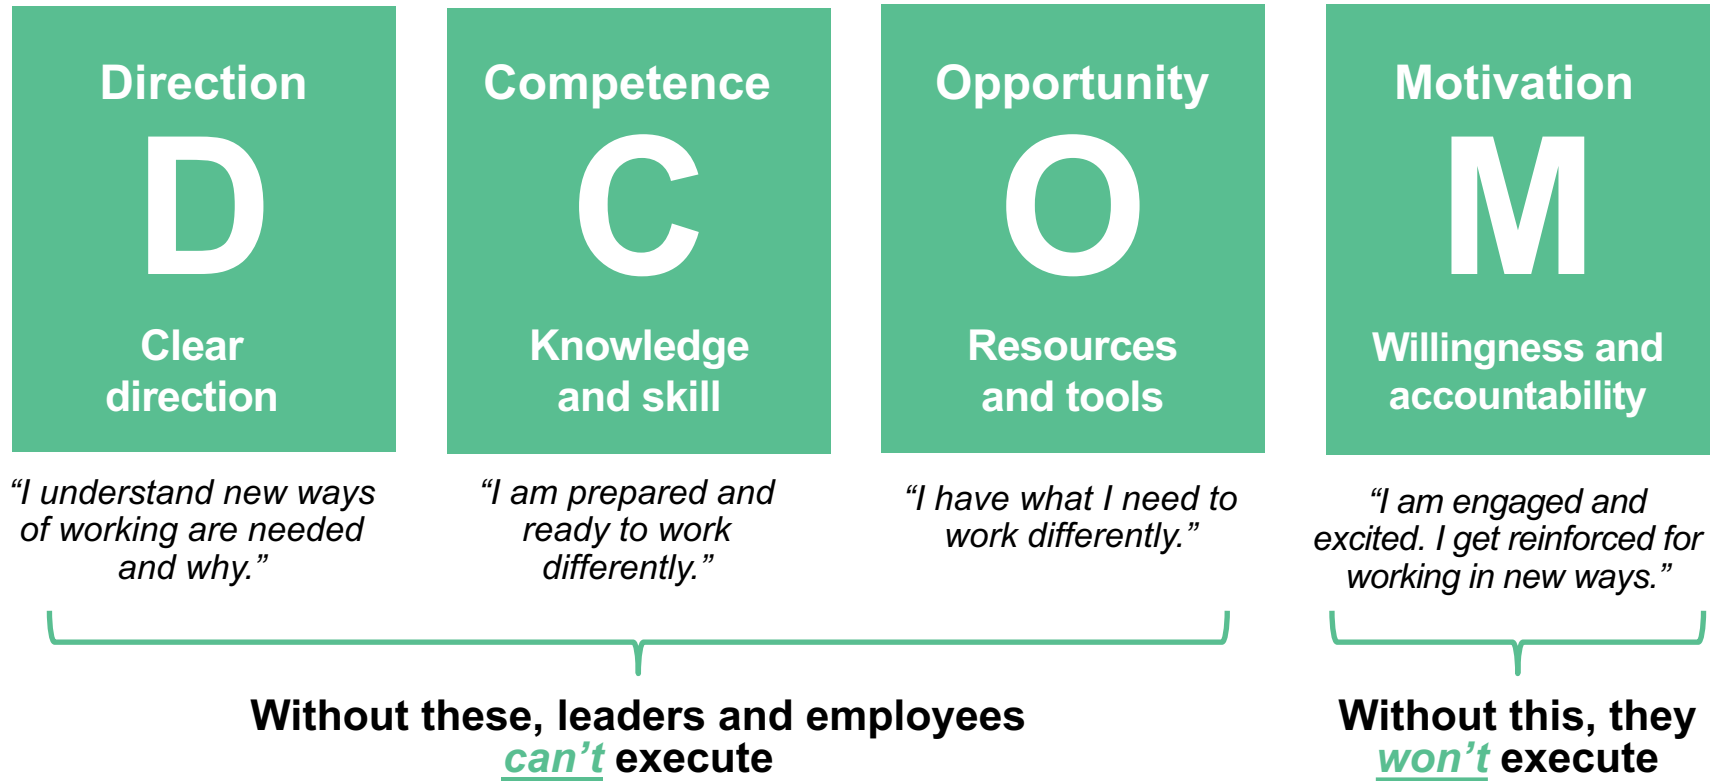 Direction
D
Clear
direction
“I understand new ways
of working are needed
and why.”
Competence
C
Knowledge
and skill
“I am prepared and
ready to work
differently.”
Opportunity
O
Resources
and tools
“I have what I need to
work differently.”
Motivation
M
Willingness and
accountability
“I am engaged and
excited. I get reinforced for
working in new ways.”
Without these, leaders and employees
can’t execute
Without this, they
won’t execute